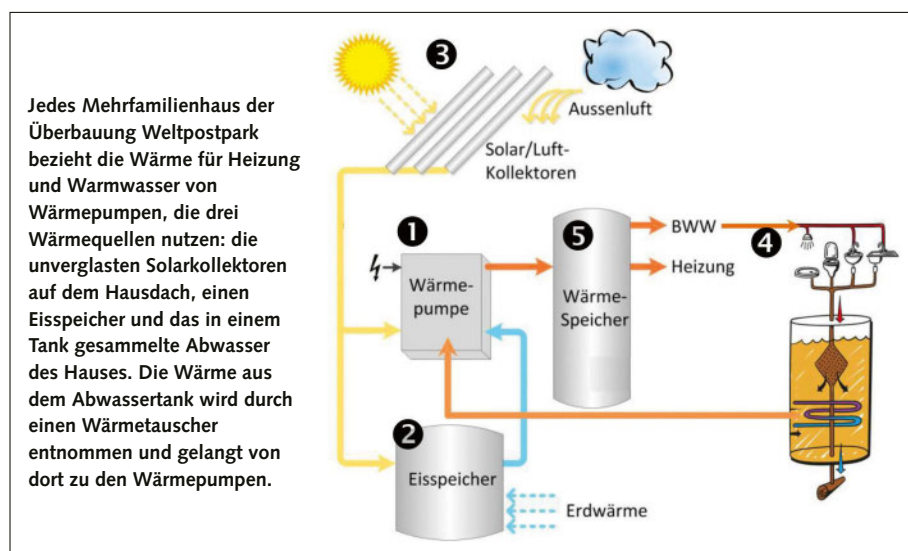 Jedes Mehrfamilienhaus der
Überbauung Weltpostpark
bezieht die Wärme für Heizung
und Warmwasser von
Wärmepumpen, die drei
Wärmequellen nutzen: die
unverglasten Solarkollektoren
auf dem Hausdach, einen
Eisspeicher und das in einem
Tank gesammelte Abwasser
des Hauses. Die Wärme aus
dem Abwassertank wird durch
einen Wärmetauscher
entnommen und gelangt von
dort zu den Wärmepumpen.
3
Aussenluft
Solar/Luft-
Kollektoren
1
Wärme-
pumpe
5
Wärme-
Speicher
BWW
Heizung
4
2
Eisspeicher
Erdwärme